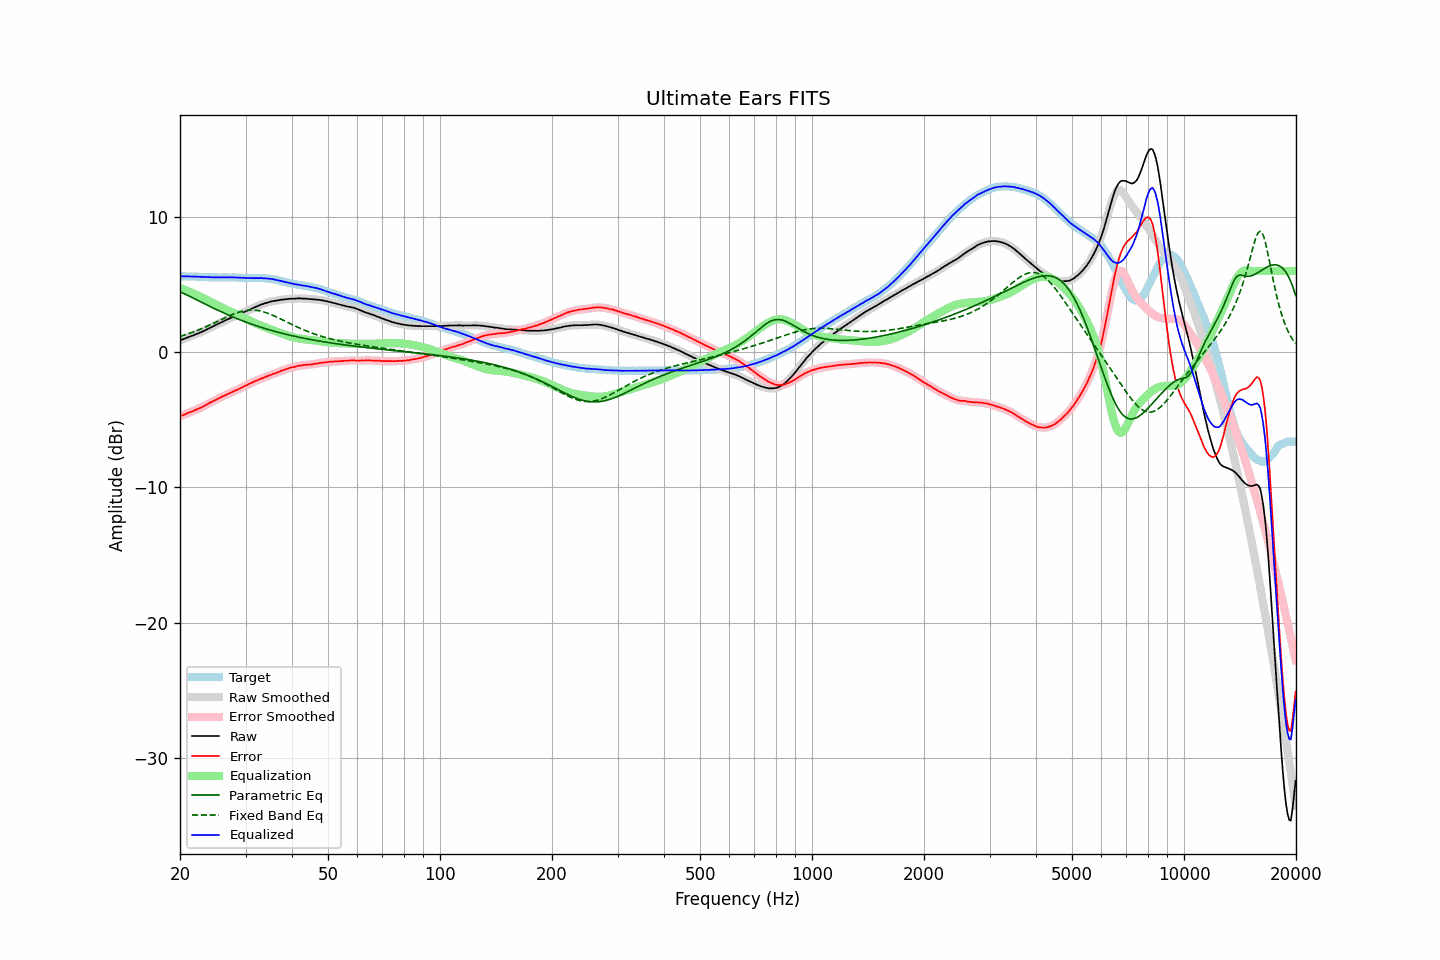 Ultimate Ears FITS
10
0
−10
−20
−30
Amplitude (dBr)
Target
Raw Smoothed
Error Smoothed
Raw
Error
Equalization
Parametric Eq
Fixed Band Eq
Equalized
20 50 100 200 500 1000 2000 5000 10000 20000
Frequency (Hz)